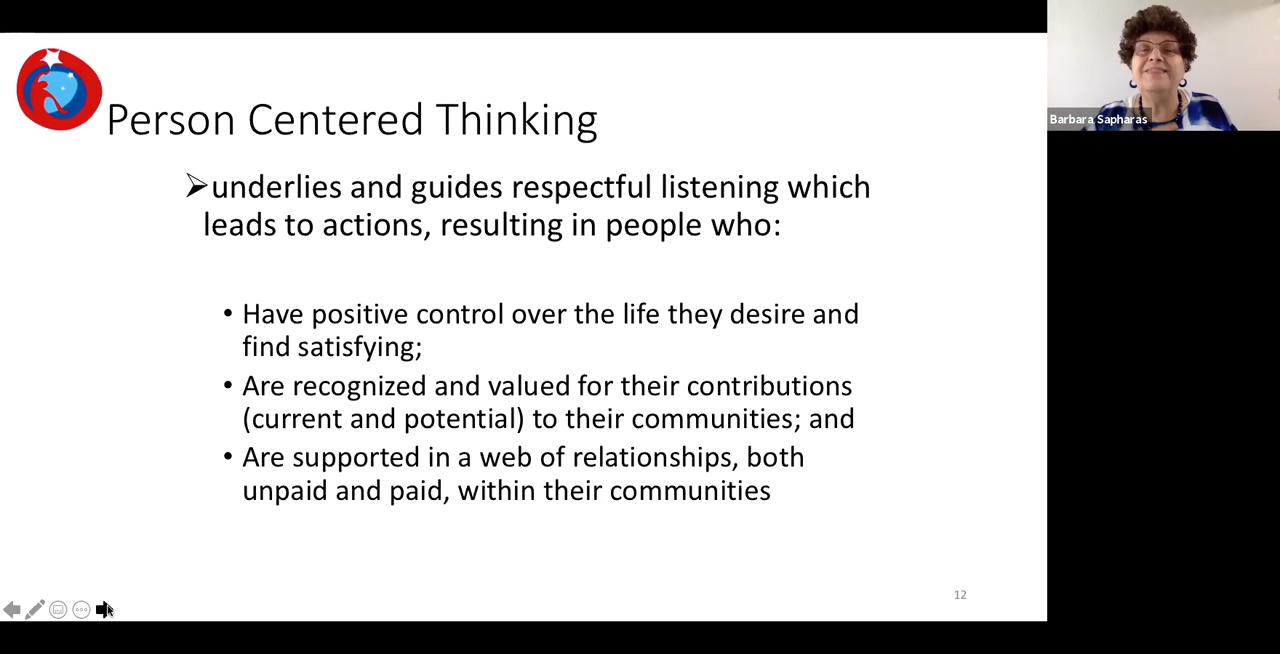 Person Centered Thinking
➢underlies and guides respectful listening which
leads to actions, resulting in people who:
• Have positive control over the life they desire and
find satisfying;
• Are recognized and valued for their contributions
(current and potential) to their communities; and
• Are supported in a web of relationships, both
unpaid and paid, within their communities
12
Barbara Sapharas